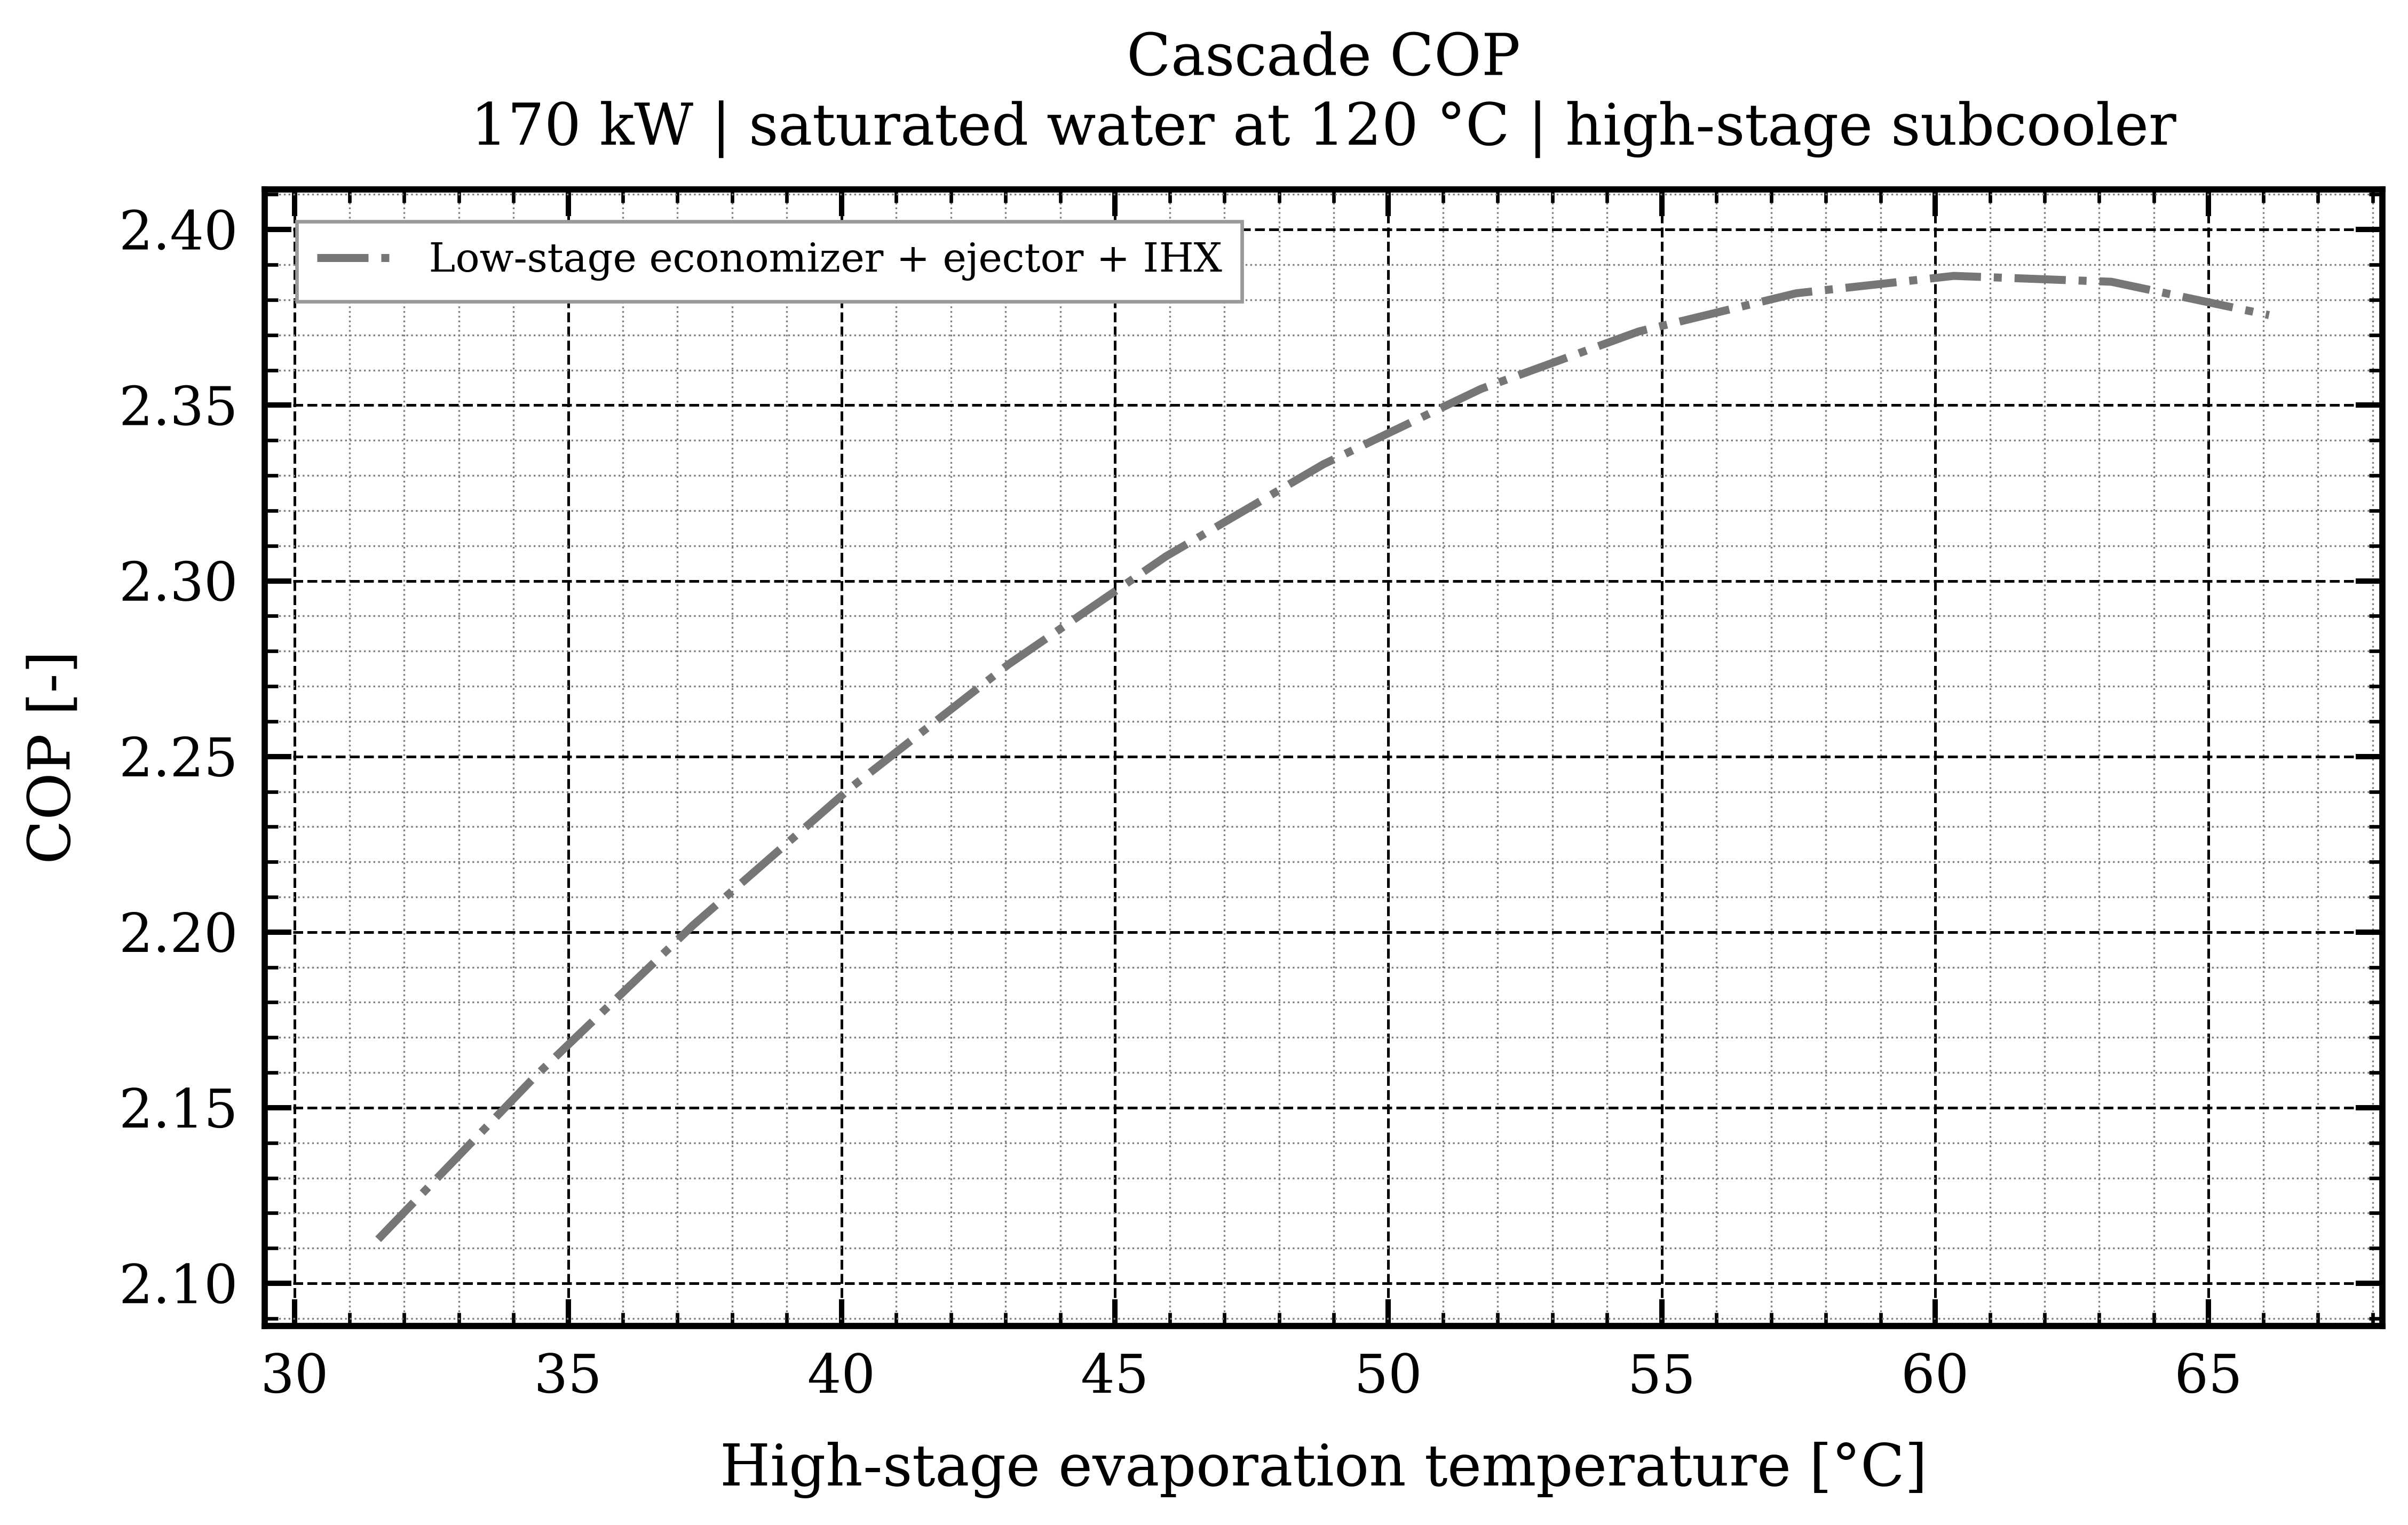 Cascade COP
170 kW | saturated water at 120 °C | high-stage subcooler
Low-stage economizer + ejector + IHX
COP [-]
2.40
2.35
2.30
2.25
2.20
2.15
2.10
30 35 40 45 50 55 60 65
High-stage evaporation temperature [°C]